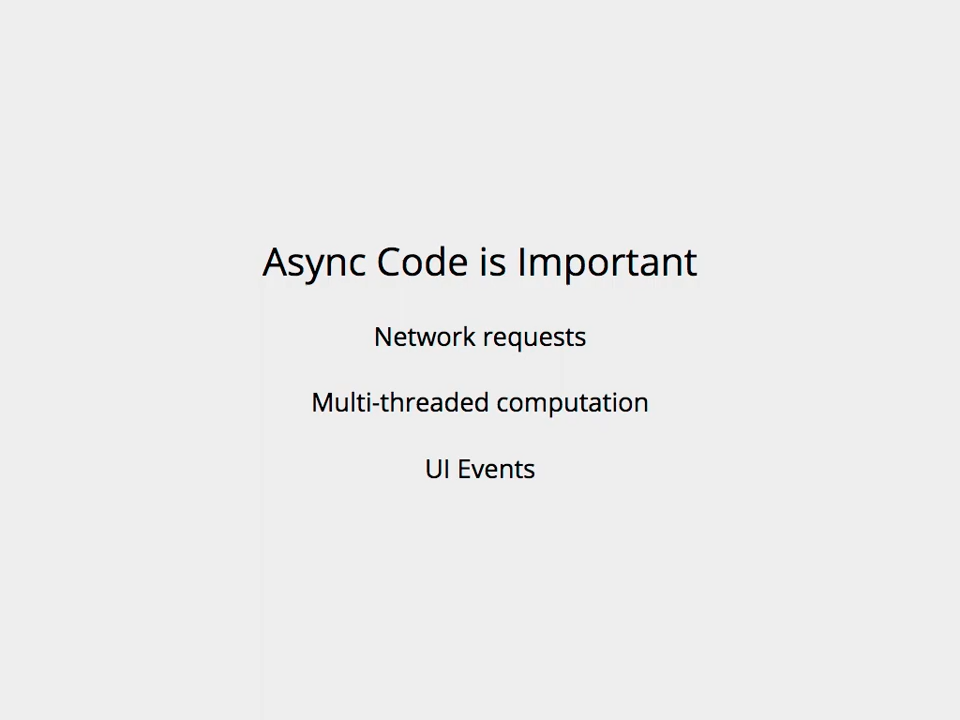 Async Code is Important
Network requests
Multi-threaded computation
UI Events